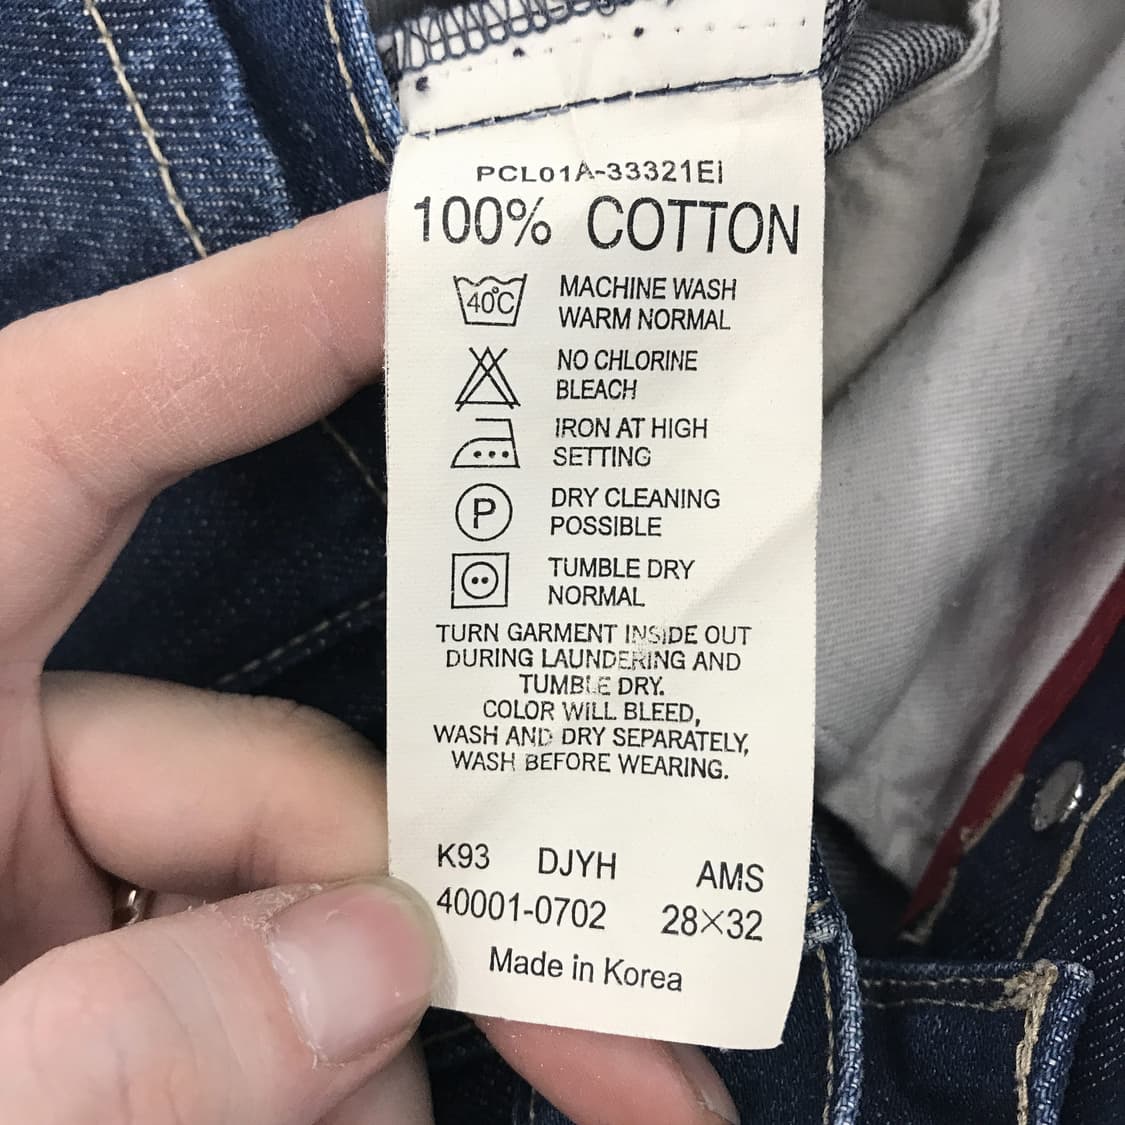 PCL01A-33321EI
100% COTTON
40°C
MACHINE WASH
WARM NORMAL
NO CHLORINE
BLEACH
IRON AT HIGH
SETTING
P
DRY CLEANING
POSSIBLE
TUMBLE DRY
NORMAL
TURN GARMENT INSIDE OUT
DURING LAUNDERING AND
TUMBLE DRY.
COLOR WILL BLEED,
WASH AND DRY SEPARATELY,
WASH BEFORE WEARING.
K93 DJYH AMS
40001-0702 28×32
Made in Korea